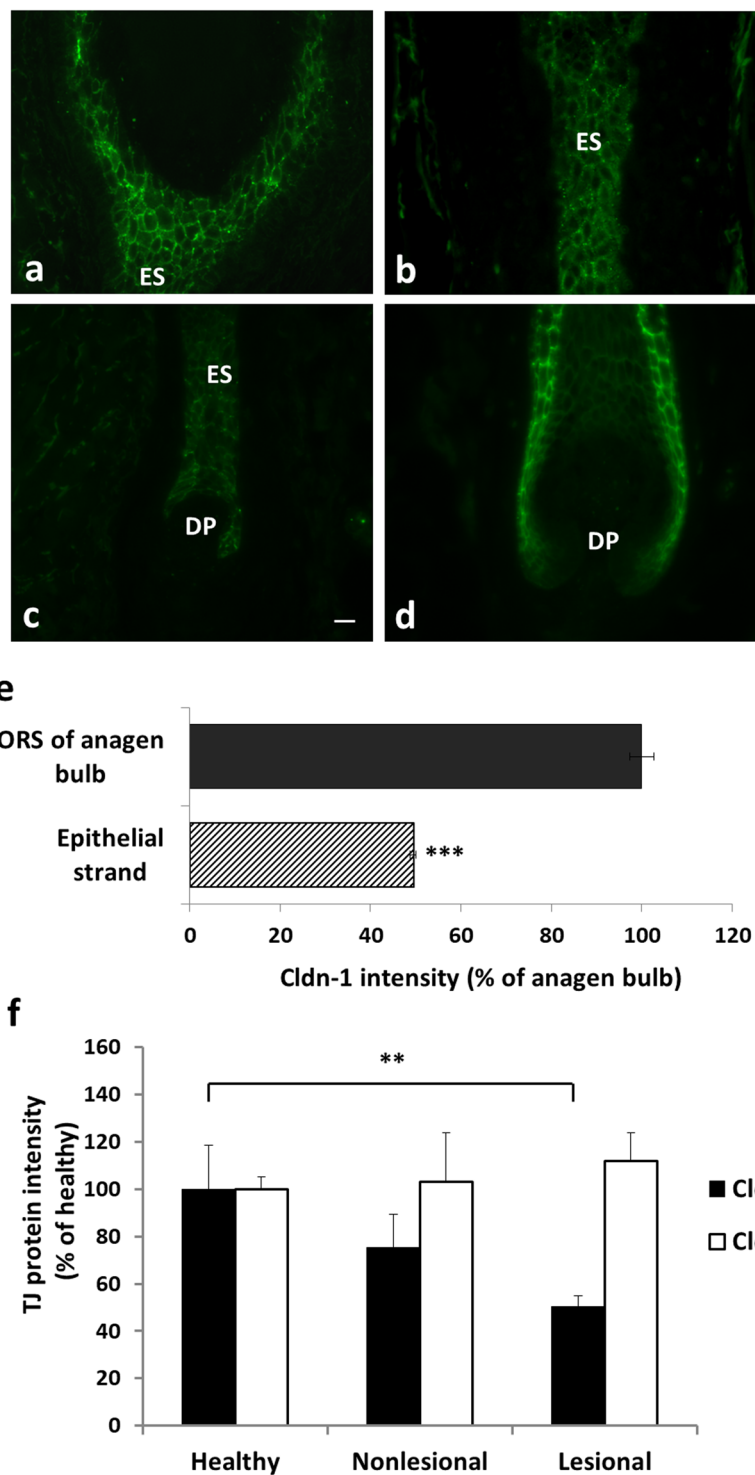 ES
a
ES
b
ES
DP
c
DP
d
e
ORS of anagen
bulb
Epithelial
strand
***
0 20 40 60 80 100 120
Cldn-1 intensity (% of anagen bulb)
f
TJ protein intensity
(% of healthy)
160
140
120
100
80
60
40
20
0
**
Healthy Nonlesional Lesional